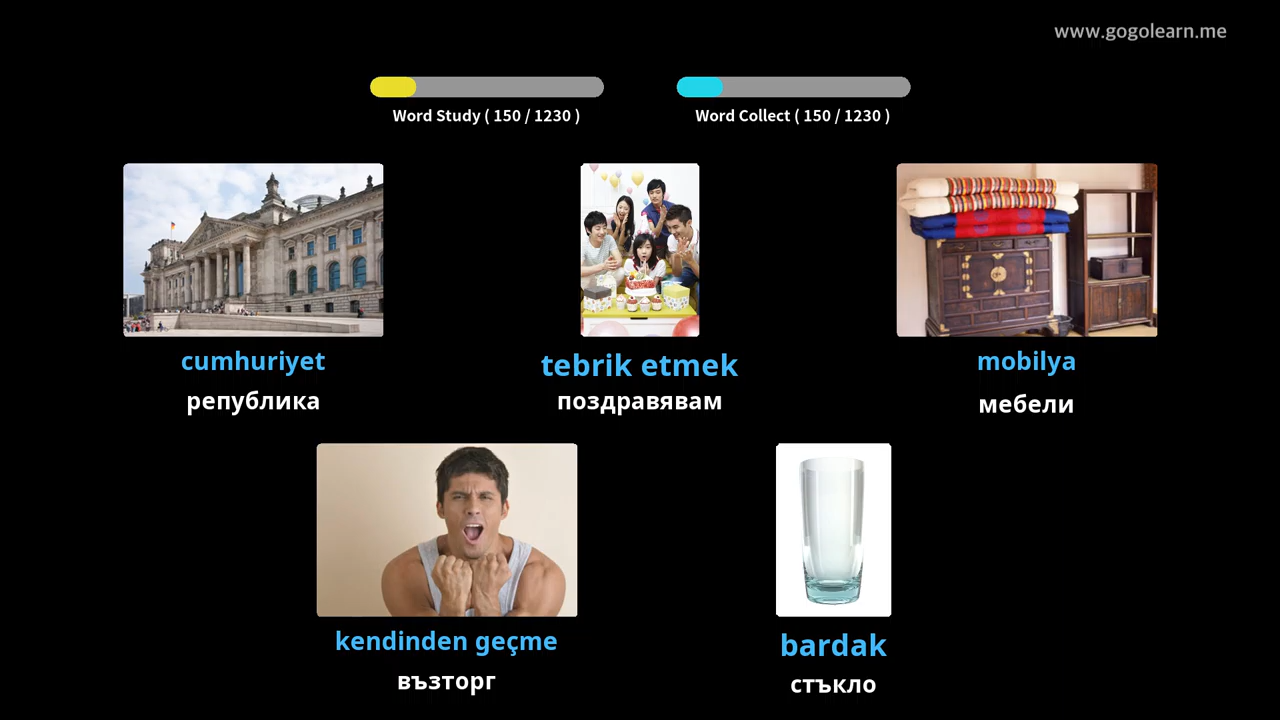 www.gogolearn.me
Word Study ( 150 / 1230 )
Word Collect ( 150 / 1230 )
cumhuriyet
република
tebrik etmek
поздравявам
mobilya
мебели
kendinden geçme
възторг
bardak
стъкло